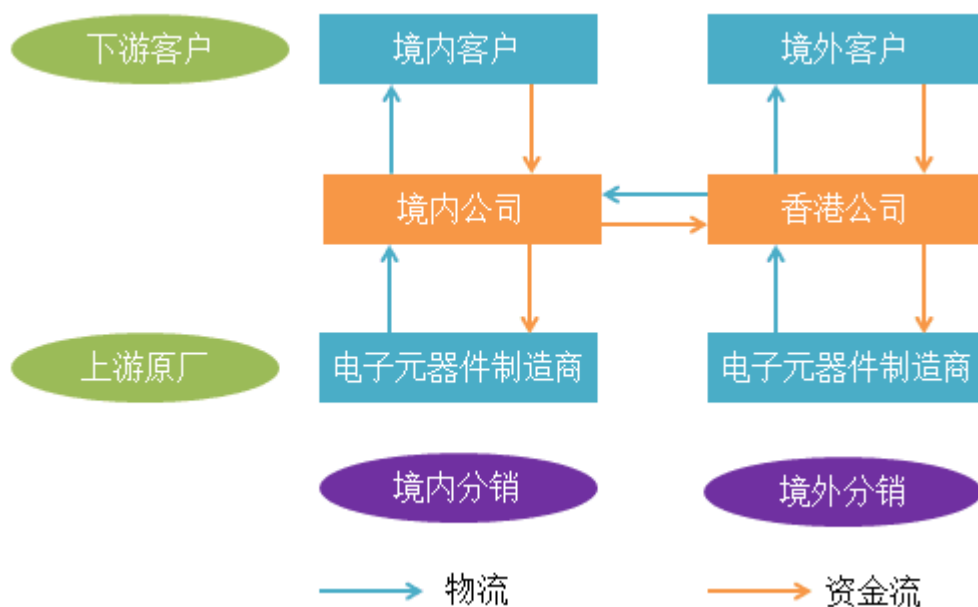 下游客户
境内客户
境外客户
境内公司
香港公司
上游原厂
电子元器件制造商
电子元器件制造商
境内分销
境外分销
物流
资金流